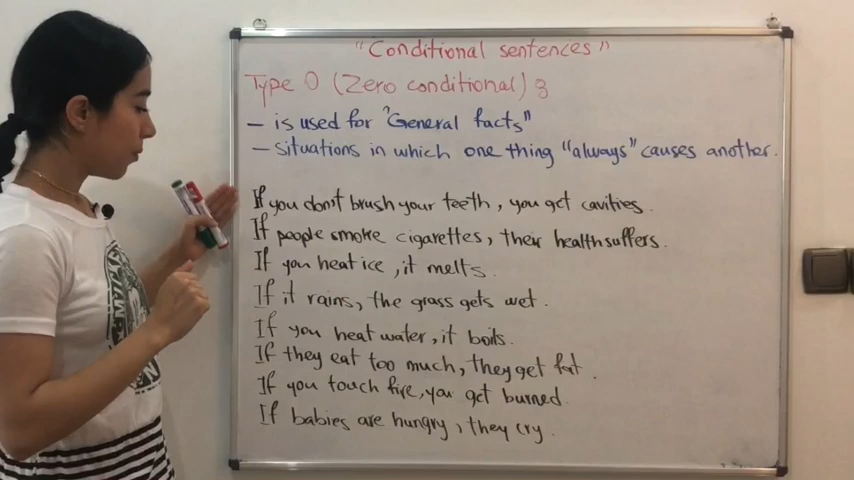 "Conditional sentences"
Type 0 (Zero conditional) :
– is used for "General facts"
– Situations in which one thing "always" causes another.
If you don't brush your teeth, you get cavities.
If people smoke cigarettes, their health suffers.
If you heat ice, it melts.
If it rains, the grass gets wet.
If you heat water, it boils.
If they eat too much, they get fat.
If you touch fire, you get burned.
If babies are hungry, they cry.